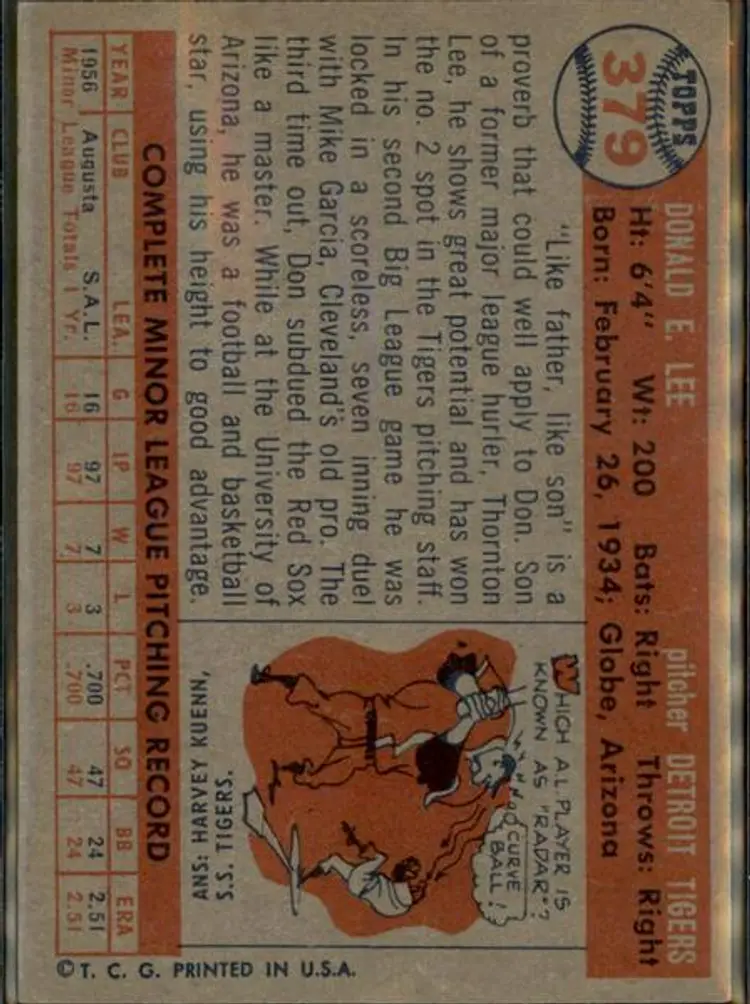 TOPPS
379
DONALD E. LEE pitcher DETROIT TIGERS
Ht: 6'4" Wt: 200 Bats: Right Throws: Right
Born: February 26, 1934; Globe, Arizona
"Like father, like son" is a
proverb that could well apply to Don. Son
of a former major league hurler, Thornton
Lee, he shows great potential and has won
the no. 2 spot in the Tigers pitching staff.
In his second Big League game he was
locked in a scoreless, seven inning duel
with Mike Garcia, Cleveland's old pro. The
third time out, Don subdued the Red Sox
like a master. While at the University of
Arizona, he was a football and basketball
star, using his height to good advantage.
WHICH A.L. PLAYER IS
KNOWN AS "RADAR"?
CURVE
BALL!
ANS: HARVEY KUENN,
S.S. TIGERS.
COMPLETE MINOR LEAGUE PITCHING RECORD
YEAR CLUB LEA. G IP W L PCT SO BB ERA
1956 Augusta S.A.L. 16 97 7 3 .700 47 24 2.51
Minor League Totals 1 Yr. 16 97 7 3 .700 47 24 2.51
©T. C. G. PRINTED IN U.S.A.